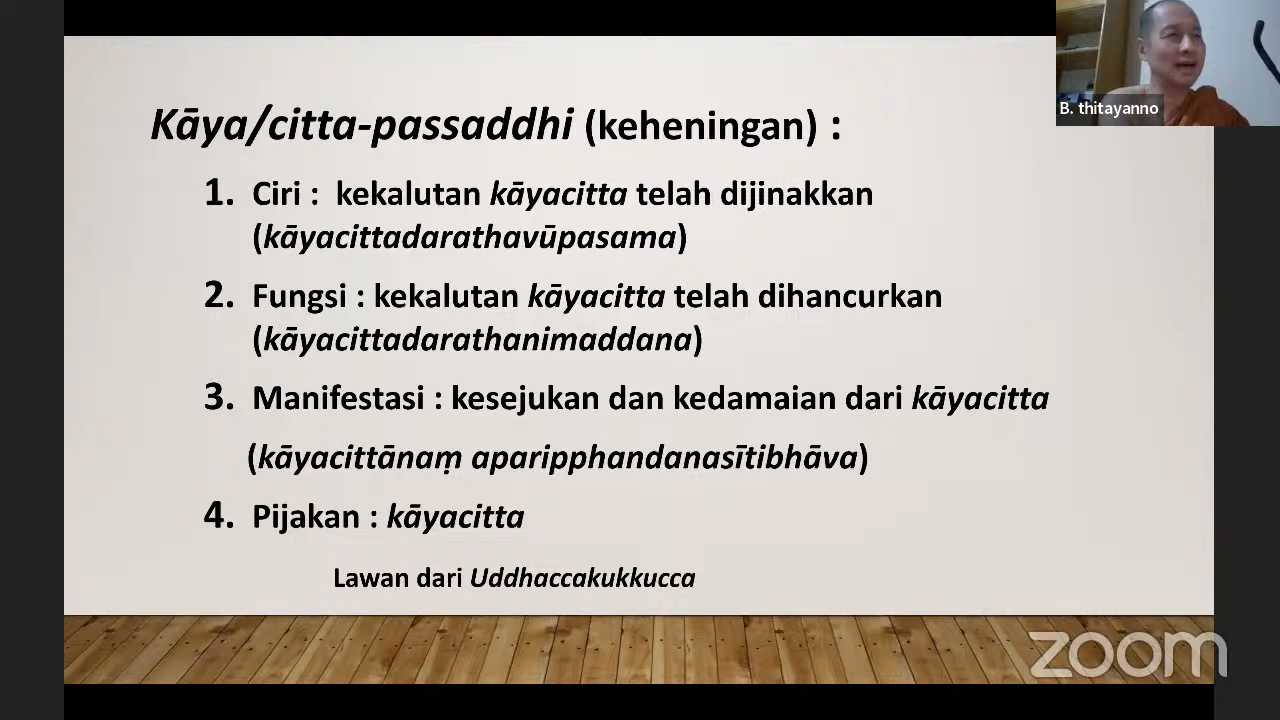 B. thitayanno
Kāya/citta-passaddhi (keheningan) :
1. Ciri : kekalutan kāyacitta telah dijinakkan
(kāyacittadarathavūpasama)
2. Fungsi : kekalutan kāyacitta telah dihancurkan
(kāyacittadarathanimaddana)
3. Manifestasi : kesejukan dan kedamaian dari kāyacitta
(kāyacittānaṃ aparipphandanasītibhāva)
4. Pijakan : kāyacitta
Lawan dari Uddhaccakukkucca
zoom